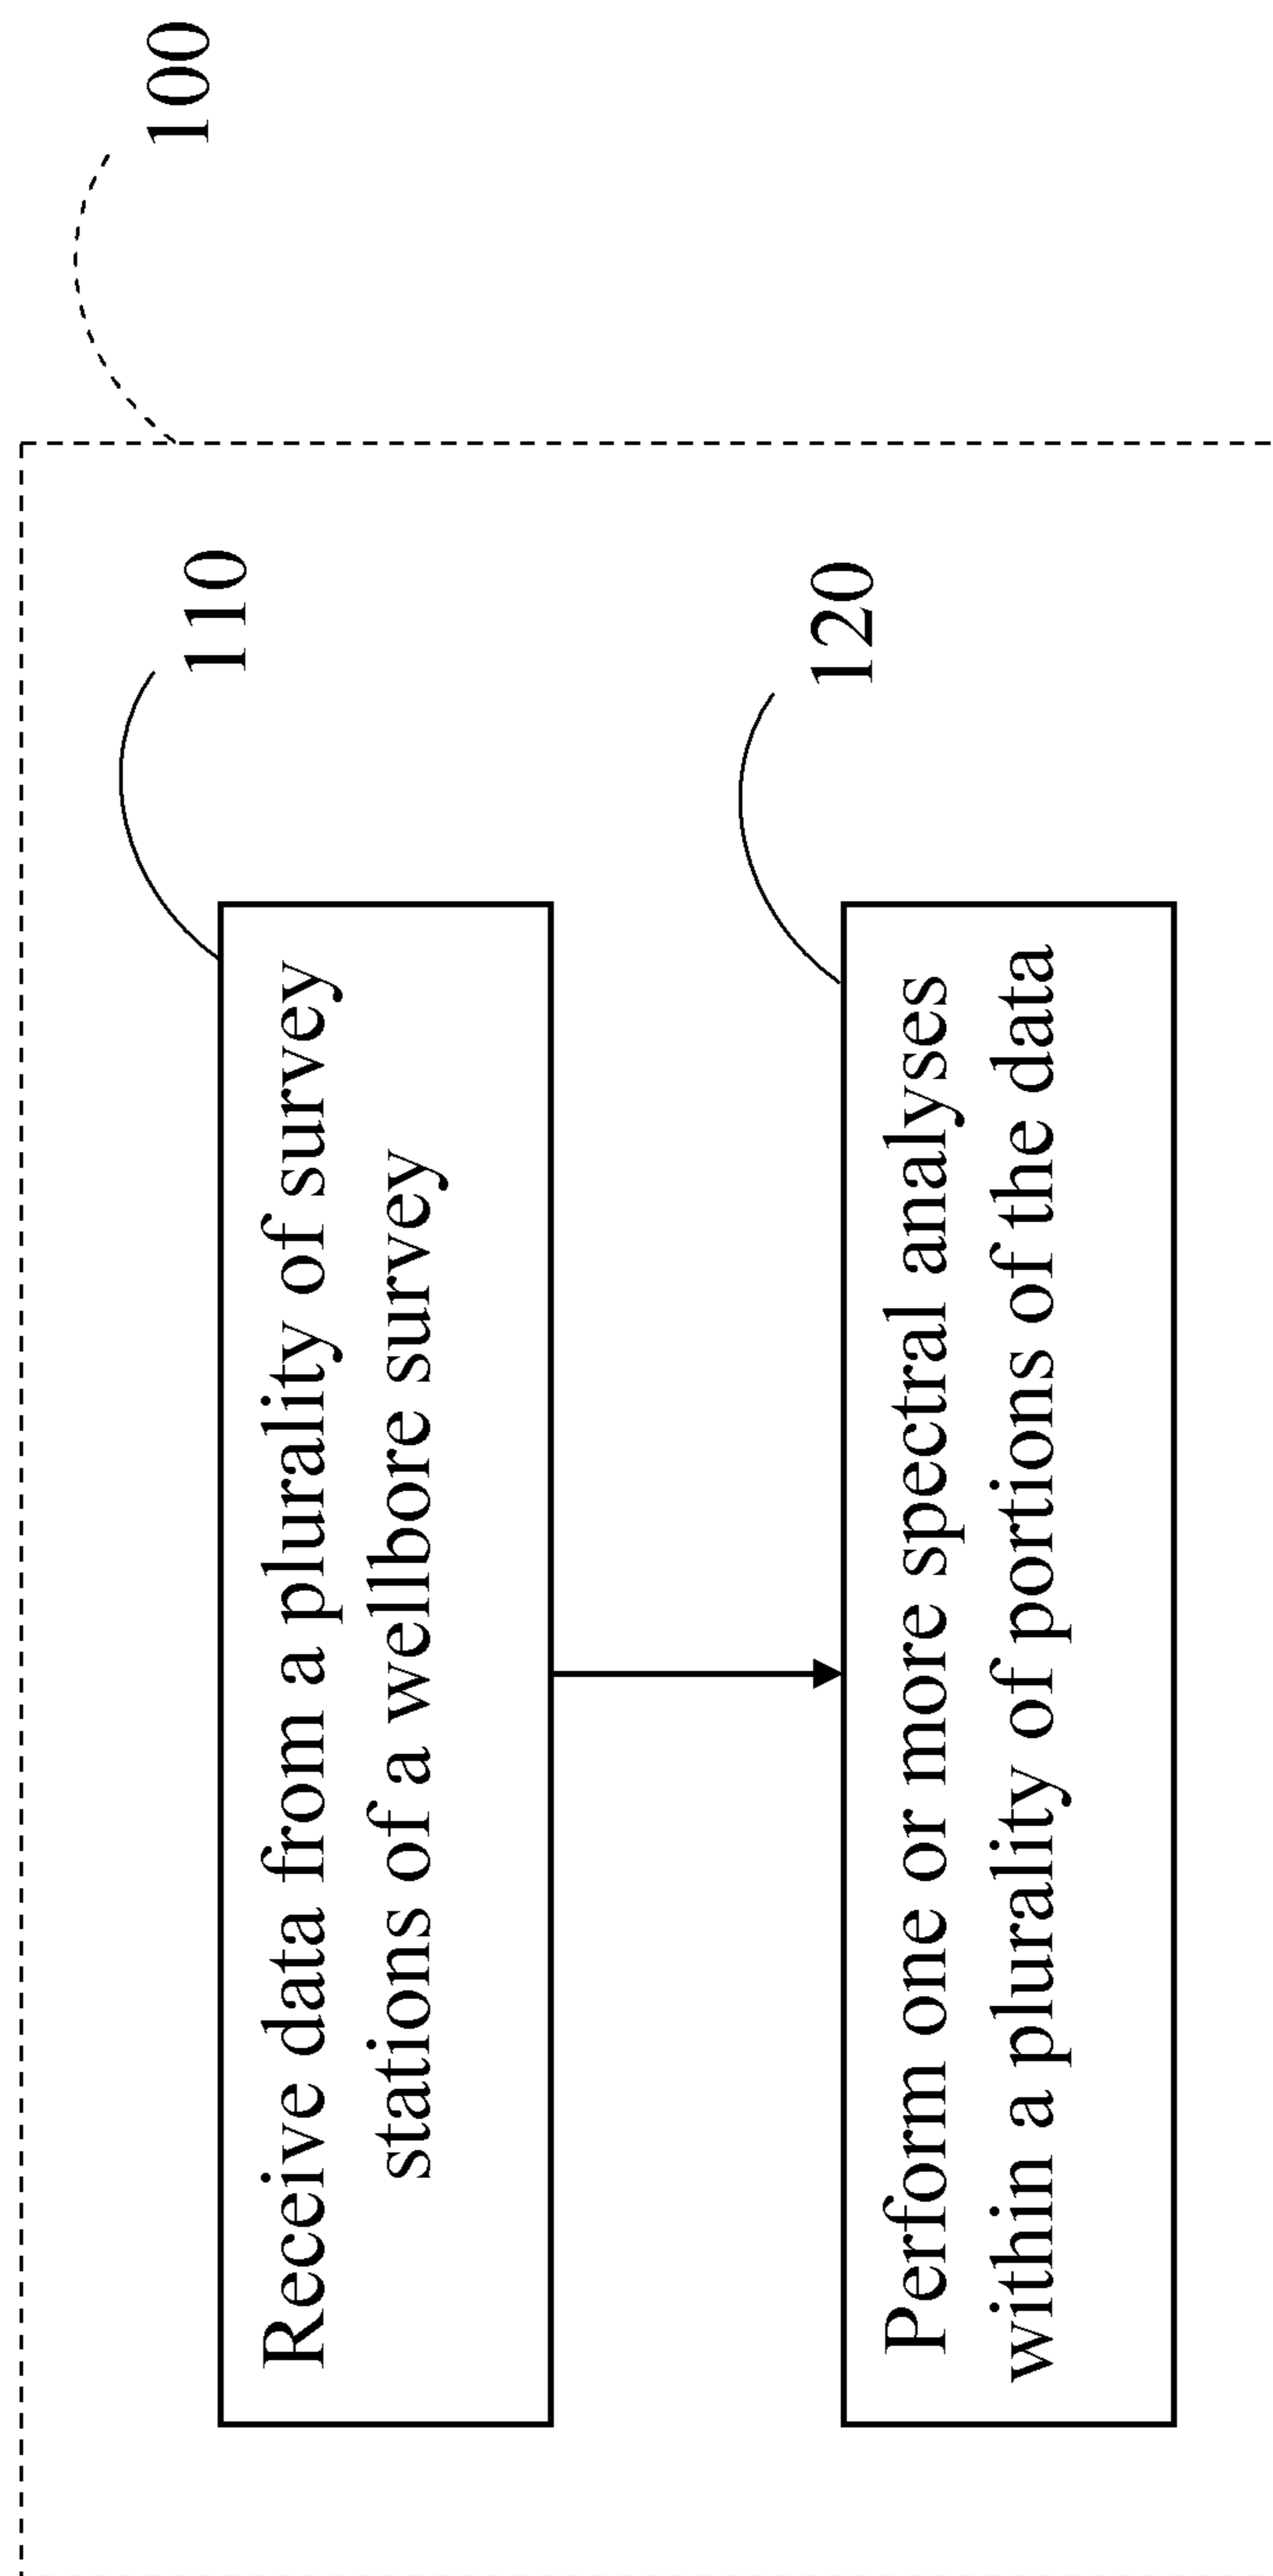 100
110
Receive data from a plurality of survey
stations of a wellbore survey
120
Perform one or more spectral analyses
within a plurality of portions of the data